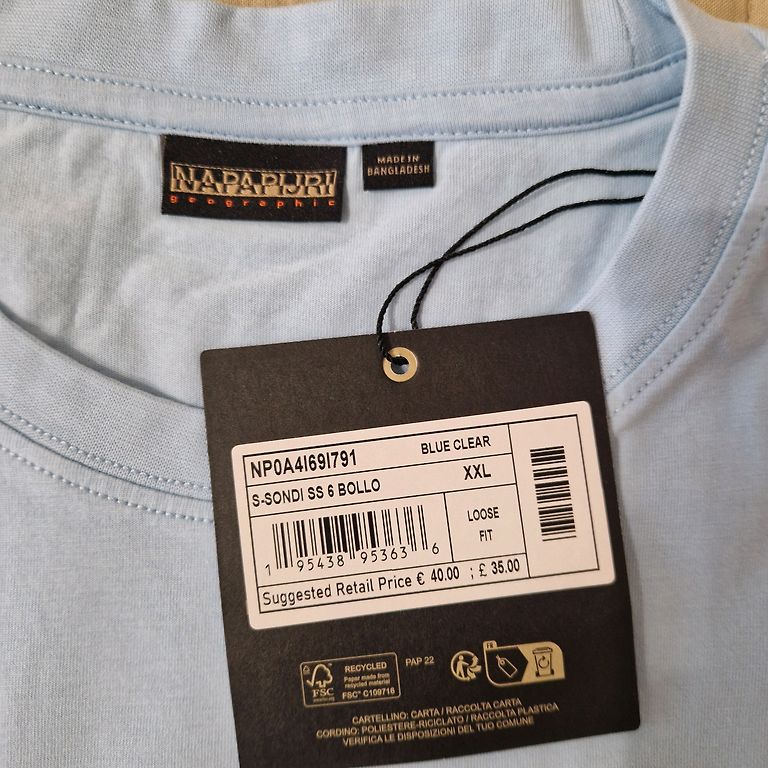 NAPAPIJRI
geographic
MADE IN
BANGLADESH
NP0A4I69I791 BLUE CLEAR
S-SONDI SS 6 BOLLO XXL
LOOSE
FIT
1 95438 95363 6
Suggested Retail Price € 40.00 ; £ 35.00
FSC
RECYCLED
Paper made from
recycled material
FSC® C109716
PAP 22
FR
CARTELLINO: CARTA / RACCOLTA CARTA
CORDINO: POLIESTERE-RICICLATO / RACCOLTA PLASTICA
VERIFICA LE DISPOSIZIONI DEL TUO COMUNE